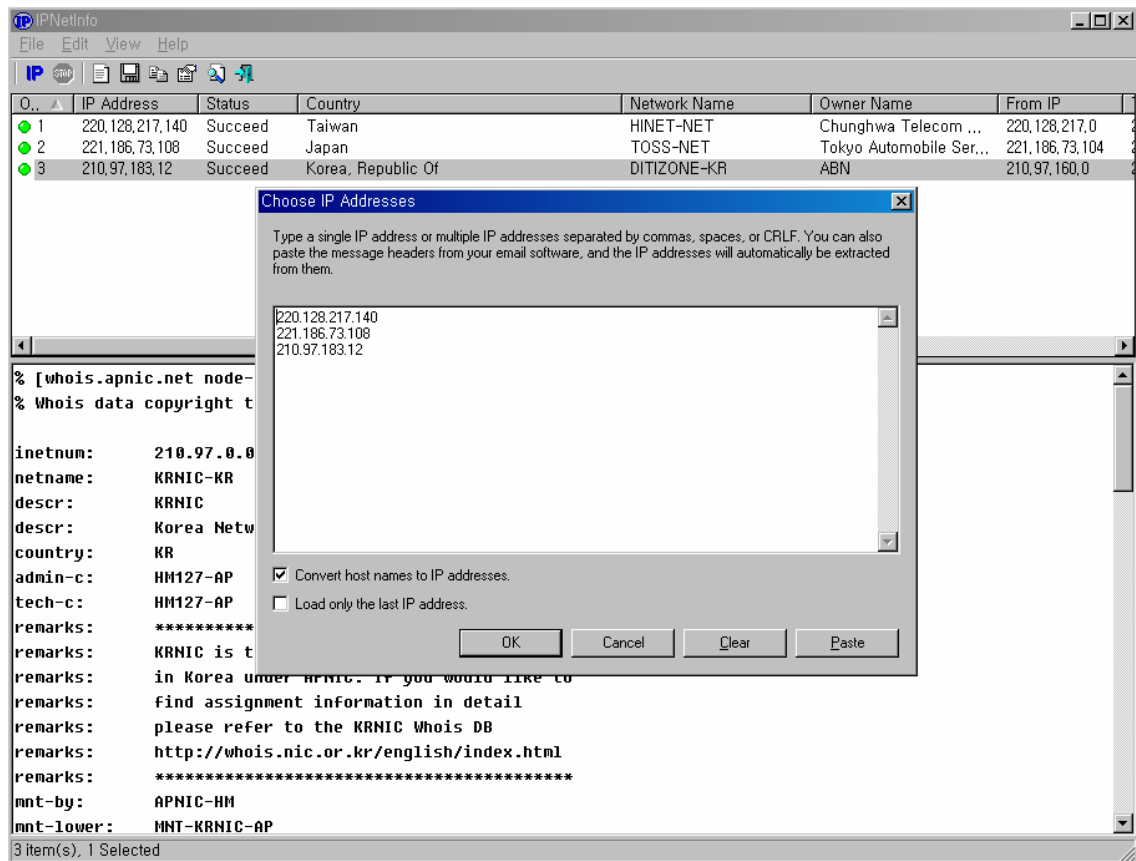 IPNetInfo
File Edit View Help
IP STOP
O,, IP Address Status Country Network Name Owner Name From IP
1 220,128,217,140 Succeed Taiwan HINET-NET Chunghwa Telecom ,,, 220,128,217,0
2 221,186,73,108 Succeed Japan TOSS-NET Tokyo Automobile Ser,,, 221,186,73,104
3 210,97,183,12 Succeed Korea, Republic Of DITIZONE-KR ABN 210,97,160,0
Choose IP Addresses
Type a single IP address or multiple IP addresses separated by commas, spaces, or CRLF. You can also
paste the message headers from your email software, and the IP addresses will automatically be extracted
from them.
220.128.217.140
221.186.73.108
210.97.183.12
Convert host names to IP addresses.
Load only the last IP address.
OK Cancel Clear Paste
% [whois.apnic.net node-
% Whois data copyright t
inetnum: 210.97.0.0
netname: KRNIC-KR
descr: KRNIC
descr: Korea Netw
country: KR
admin-c: HM127-AP
tech-c: HM127-AP
remarks: **********
remarks: KRNIC is t
remarks: in Korea under APNIC. If you would like to
remarks: find assignment information in detail
remarks: please refer to the KRNIC Whois DB
remarks: http://whois.nic.or.kr/english/index.html
remarks: ******************************************
mnt-by: APNIC-HM
mnt-lower: MNT-KRNIC-AP
3 item(s), 1 Selected